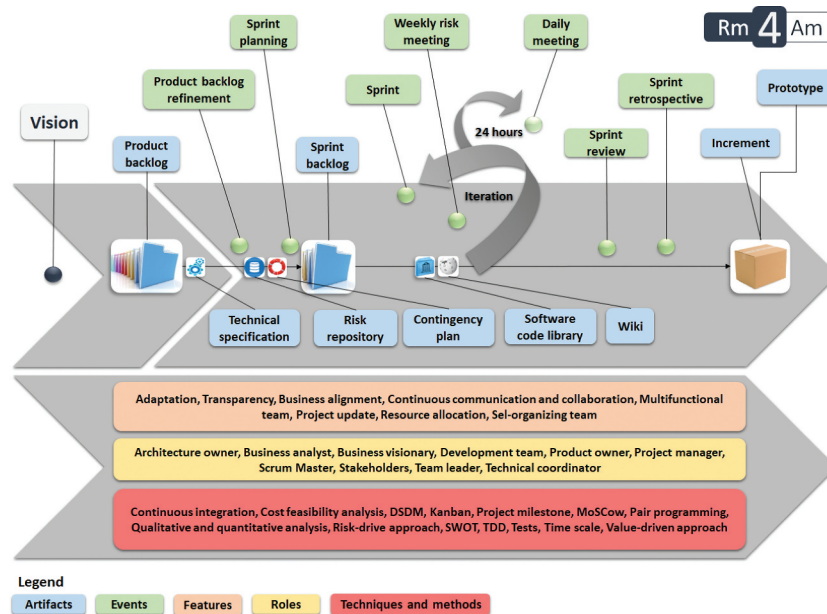 Rm 4 Am
Sprint
planning
Weekly risk
meeting
Daily
meeting
Product backlog
refinement
Sprint
Sprint
retrospective
Prototype
Vision
24 hours
Product
backlog
Sprint
backlog
Sprint
review
Increment
Iteration
Technical
specification
Risk
repository
Contingency
plan
Software
code library
Wiki
Adaptation, Transparency, Business alignment, Continuous communication and collaboration, Multifunctional
team, Project update, Resource allocation, Sel-organizing team
Architecture owner, Business analyst, Business visionary, Development team, Product owner, Project manager,
Scrum Master, Stakeholders, Team leader, Technical coordinator
Continuous integration, Cost feasibility analysis, DSDM, Kanban, Project milestone, MoSCow, Pair programming,
Qualitative and quantitative analysis, Risk-drive approach, SWOT, TDD, Tests, Time scale, Value-driven approach
Legend
Artifacts
Events
Features
Roles
Techniques and methods